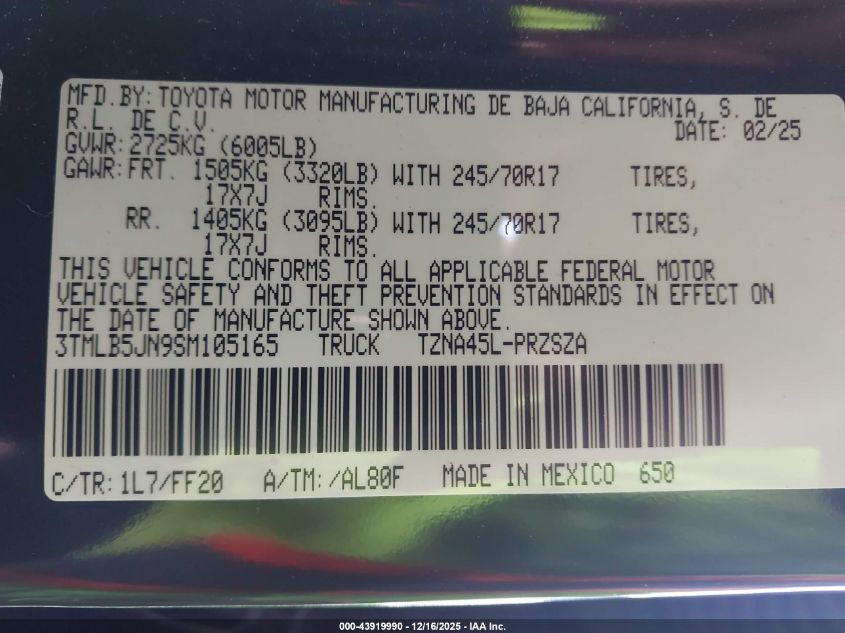 MFD.BY:TOYOTA MOTOR MANUFACTURING DE BAJA CALIFORNIA, S. DE
R.L. DE C.V. DATE: 02/25
GVWR:2725KG (6005LB)
GAWR:FRT. 1505KG (3320LB) WITH 245/70R17 TIRES,
17X7J RIMS.
RR. 1405KG (3095LB) WITH 245/70R17 TIRES,
17X7J RIMS.
THIS VEHICLE CONFORMS TO ALL APPLICABLE FEDERAL MOTOR
VEHICLE SAFETY AND THEFT PREVENTION STANDARDS IN EFFECT ON
THE DATE OF MANUFACTURE SHOWN ABOVE.
3TMLB5JN9SM105165 TRUCK TZNA45L-PRZSZA
C/TR:1L7/FF20 A/TM:/AL80F MADE IN MEXICO 650
000-43919990 - 12/16/2025 - IAA Inc.